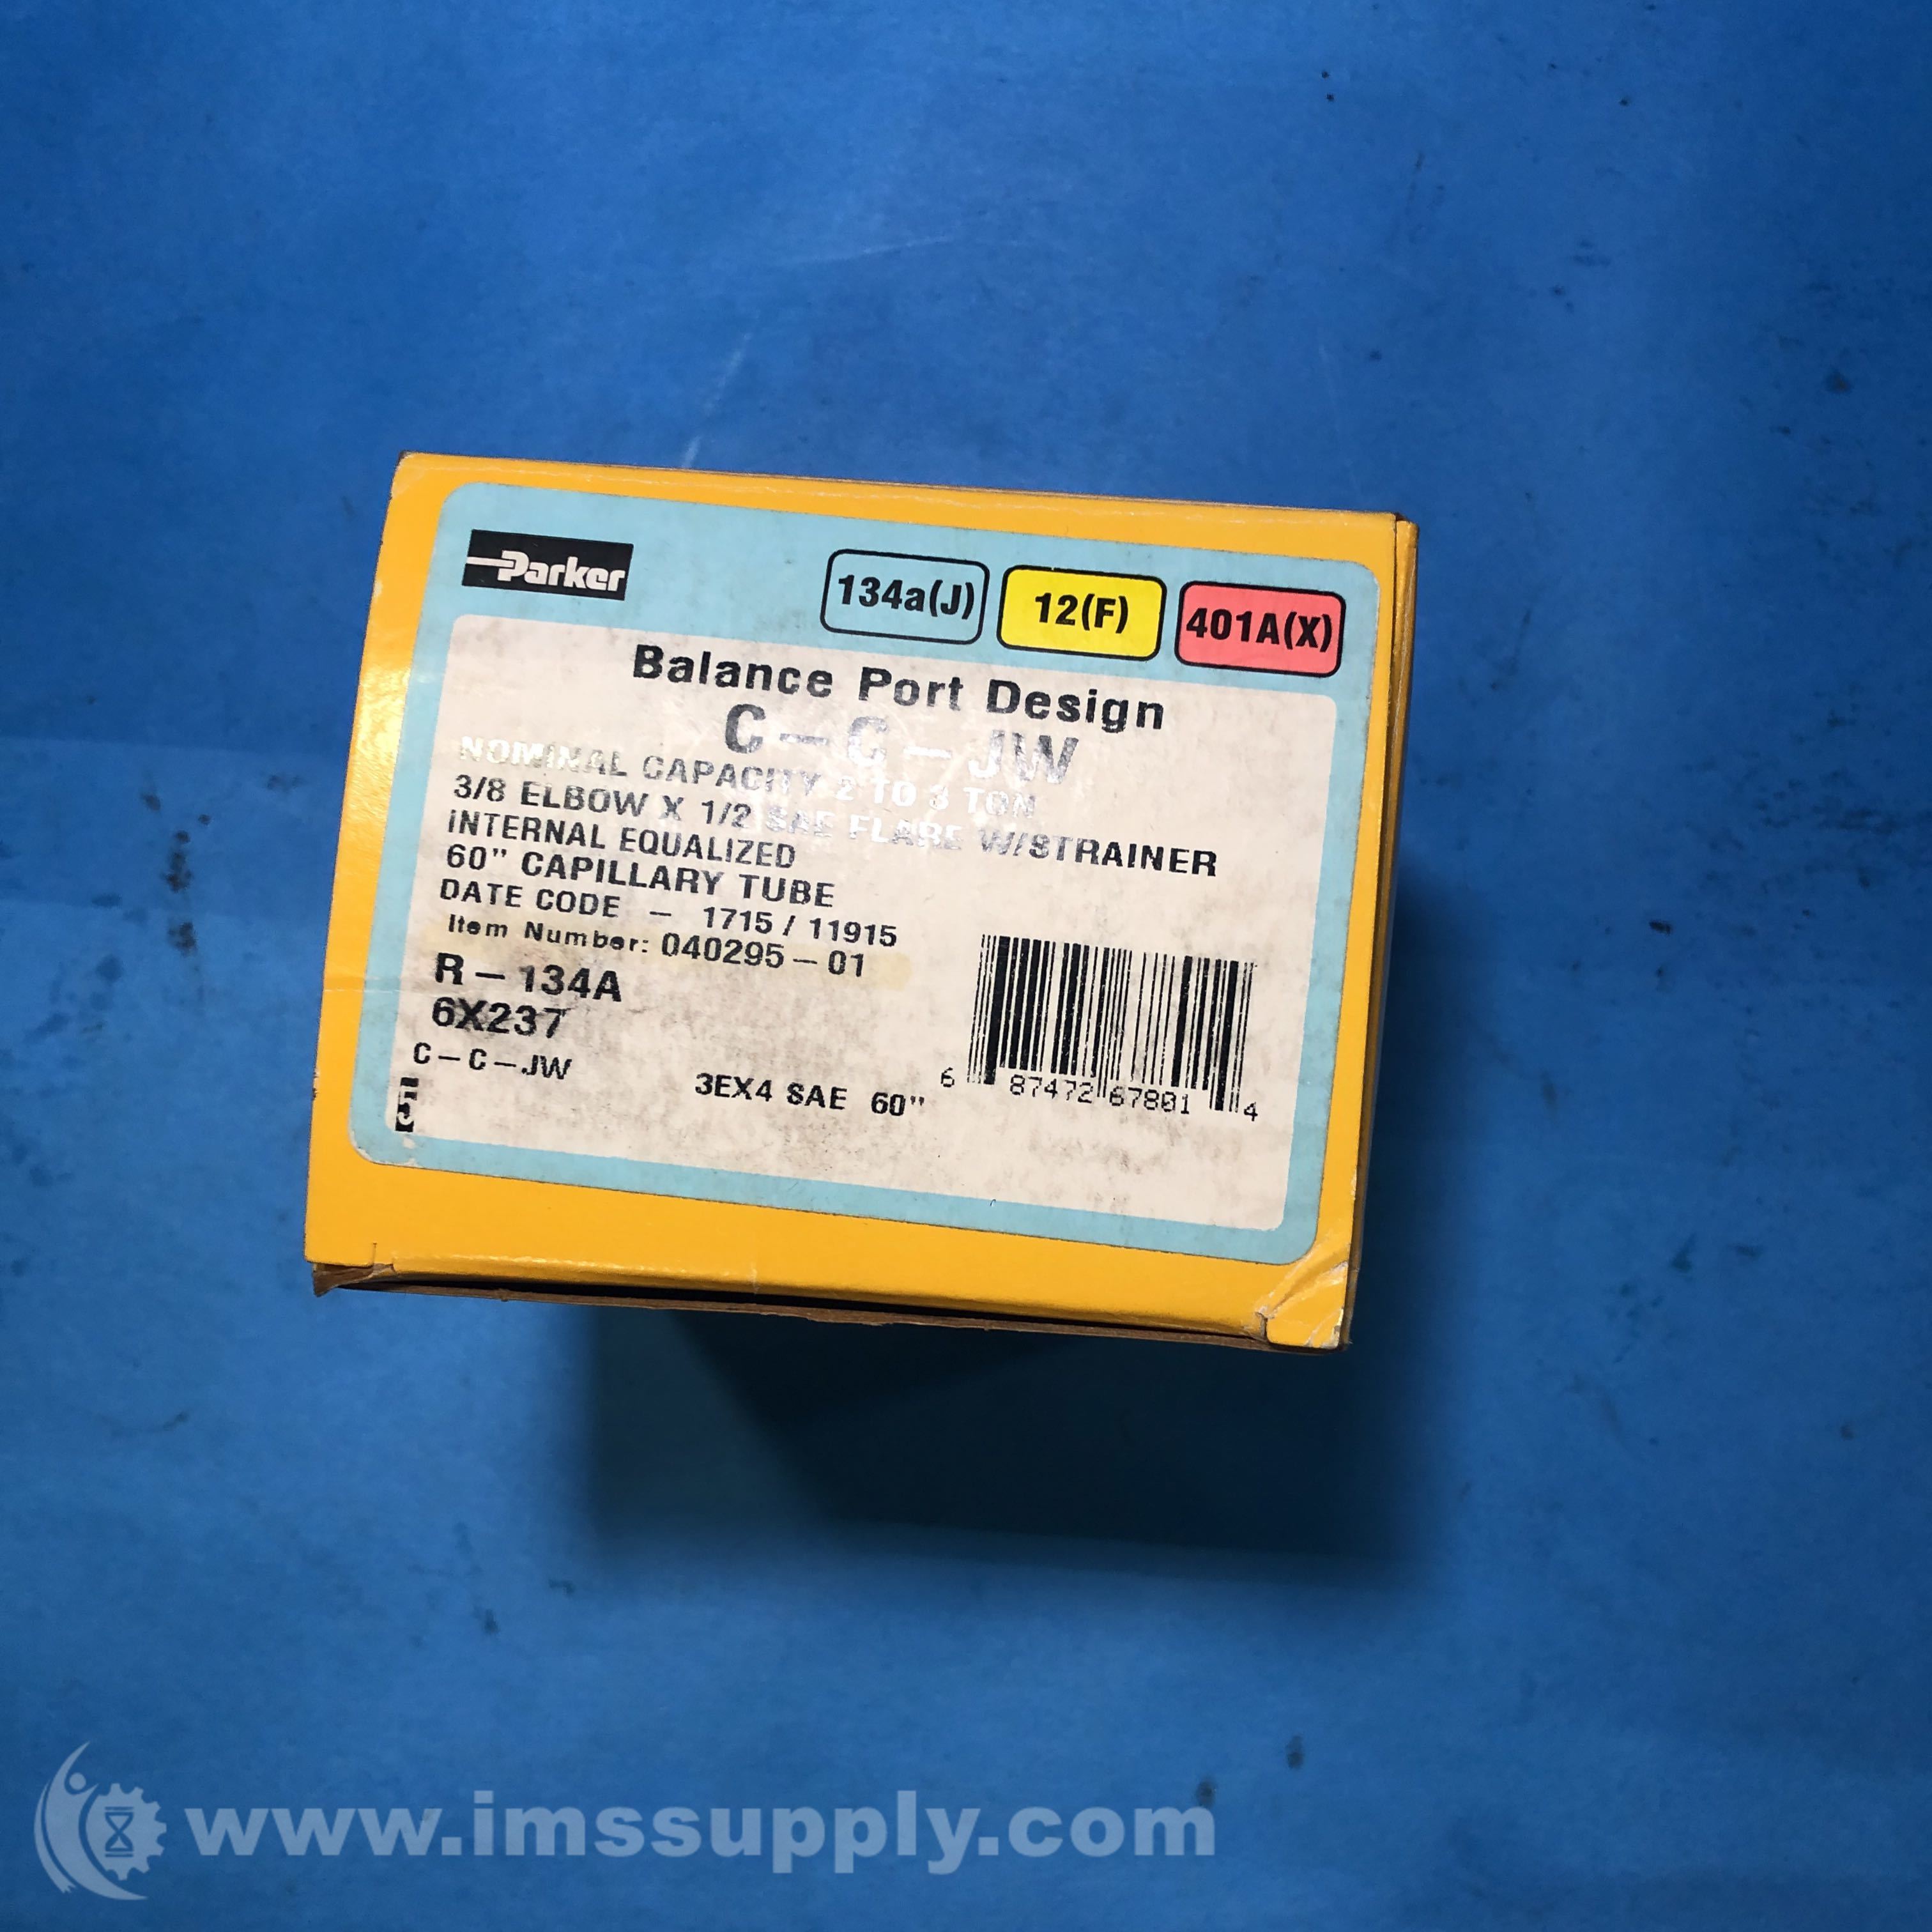 Parker
134a(J) 12(F) 401A(X)
Balance Port Design
C-C-JW
NOMINAL CAPACITY 2 TO 3 TON
3/8 ELBOW X 1/2 SAE FLARE W/STRAINER
INTERNAL EQUALIZED
60" CAPILLARY TUBE
DATE CODE - 1715 / 11915
Item Number: 040295-01
R-134A
6X237
C-C-JW
3EX4 SAE 60"
6 87472 67801 4
www.imssupply.com